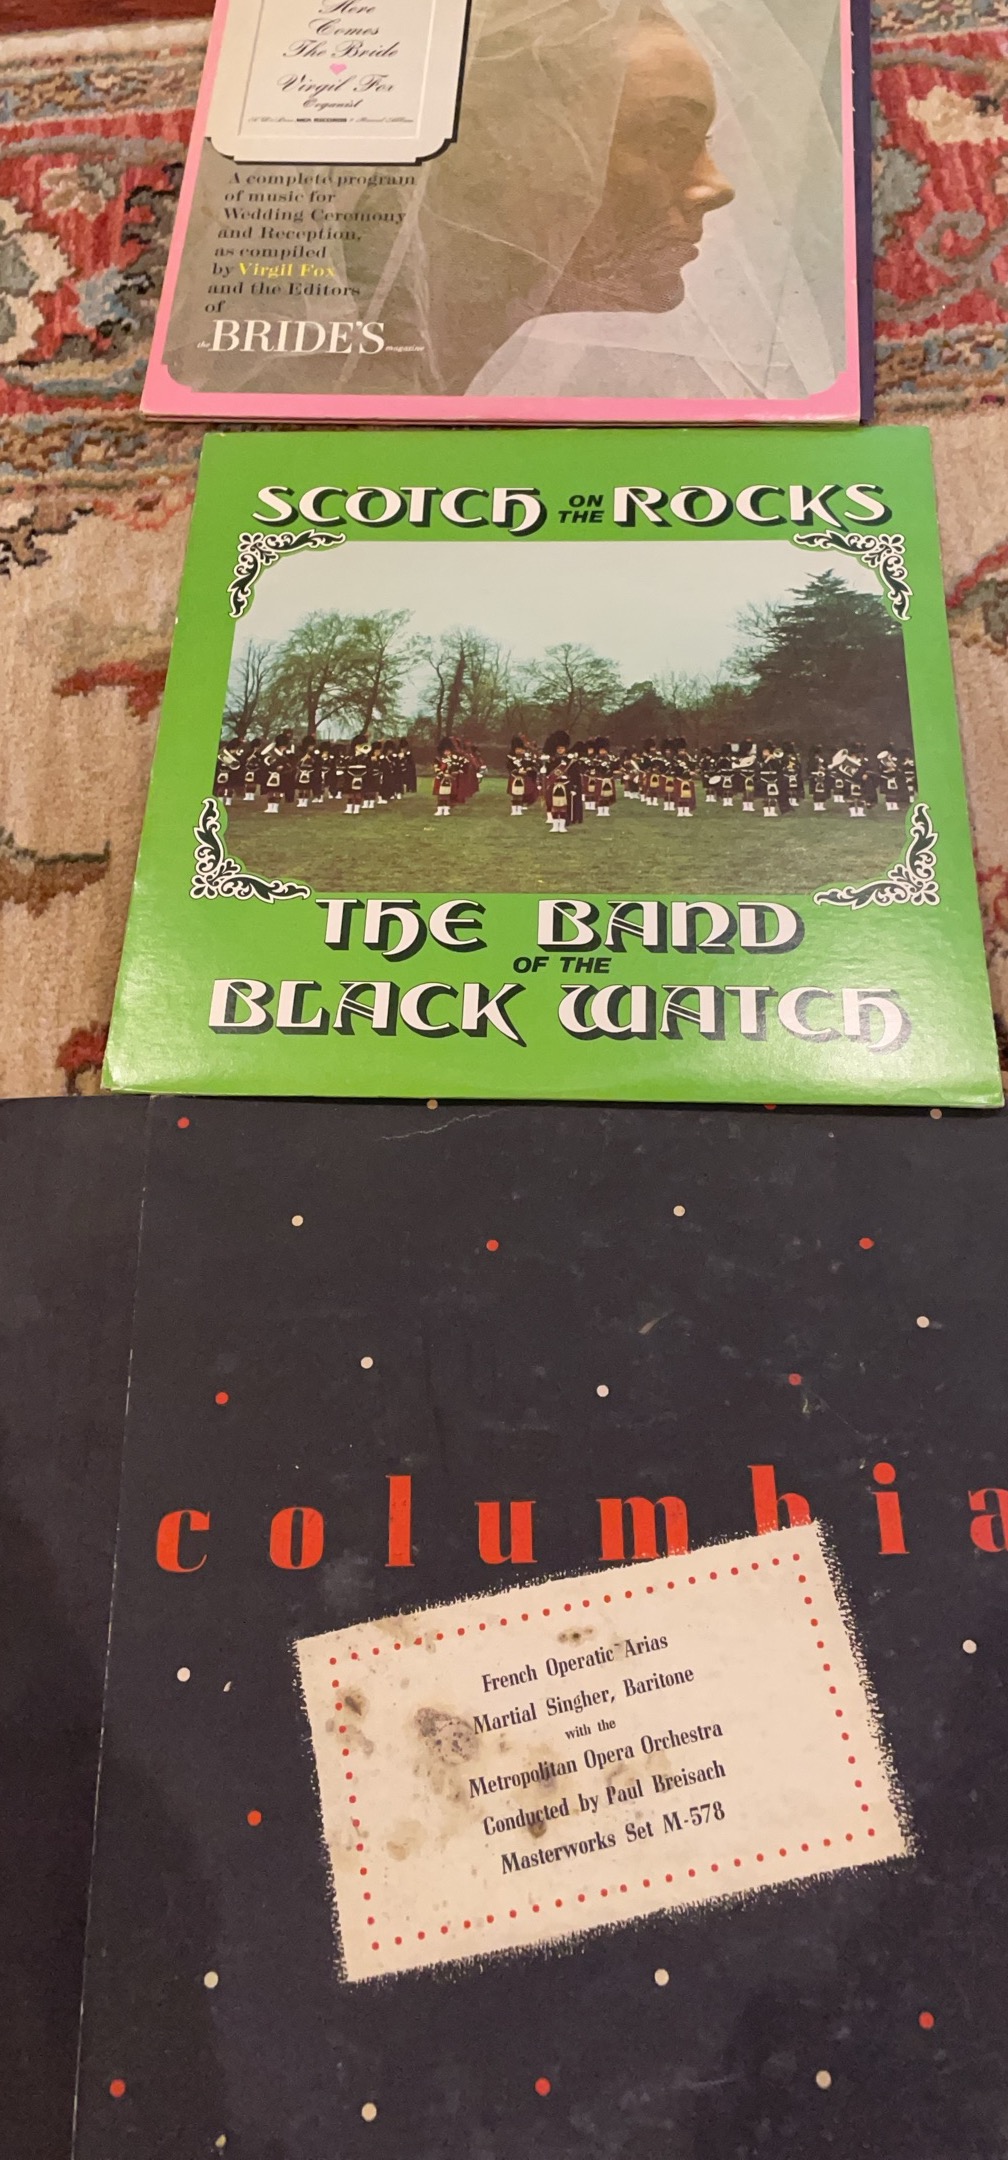 Here
Comes
The Bride
Virgil Fox
Organist
MCA RECORDS
A complete program
of music for
Wedding Ceremony
and Reception,
as compiled
by Virgil Fox
and the Editors
of
the BRIDE'S magazine
SCOTCH ON THE ROCKS
THE BAND
OF THE
BLACK WATCH
columbia
French Operatic Arias
Martial Singher, Baritone
with the
Metropolitan Opera Orchestra
Conducted by Paul Breisach
Masterworks Set M-578